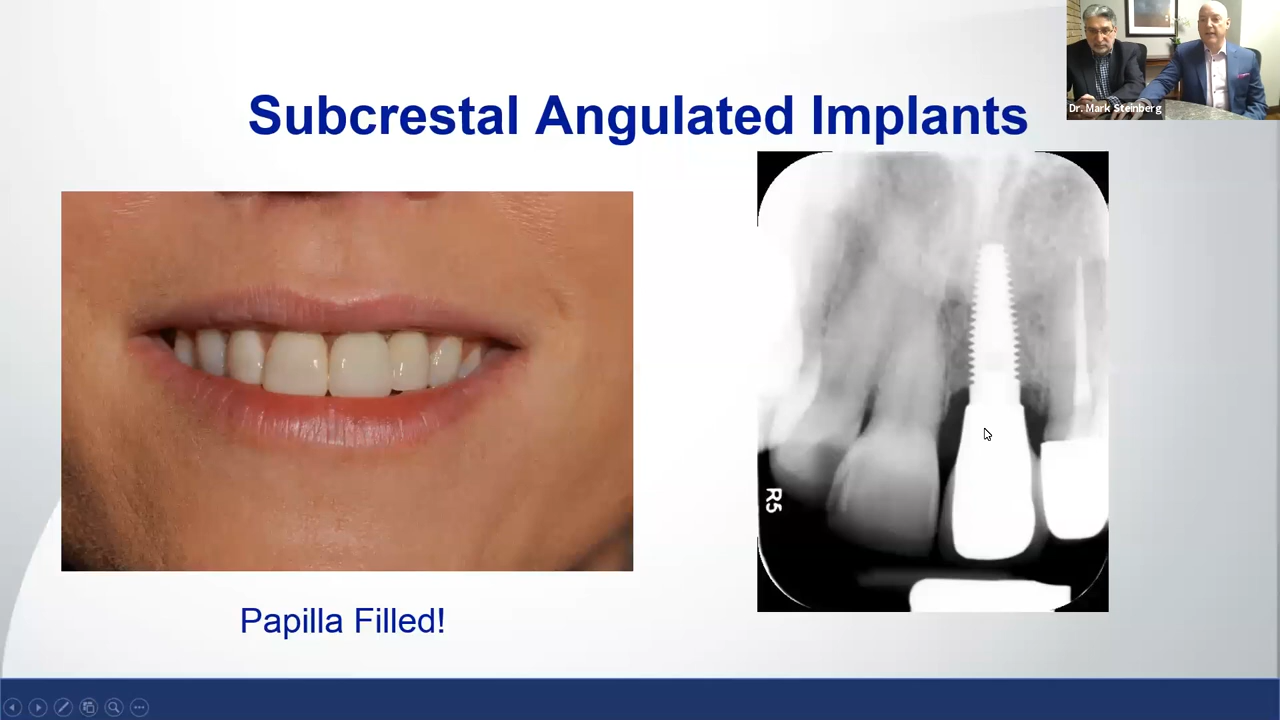 Dr. Mark Steinberg
Subcrestal Angulated Implants
R5
Papilla Filled!